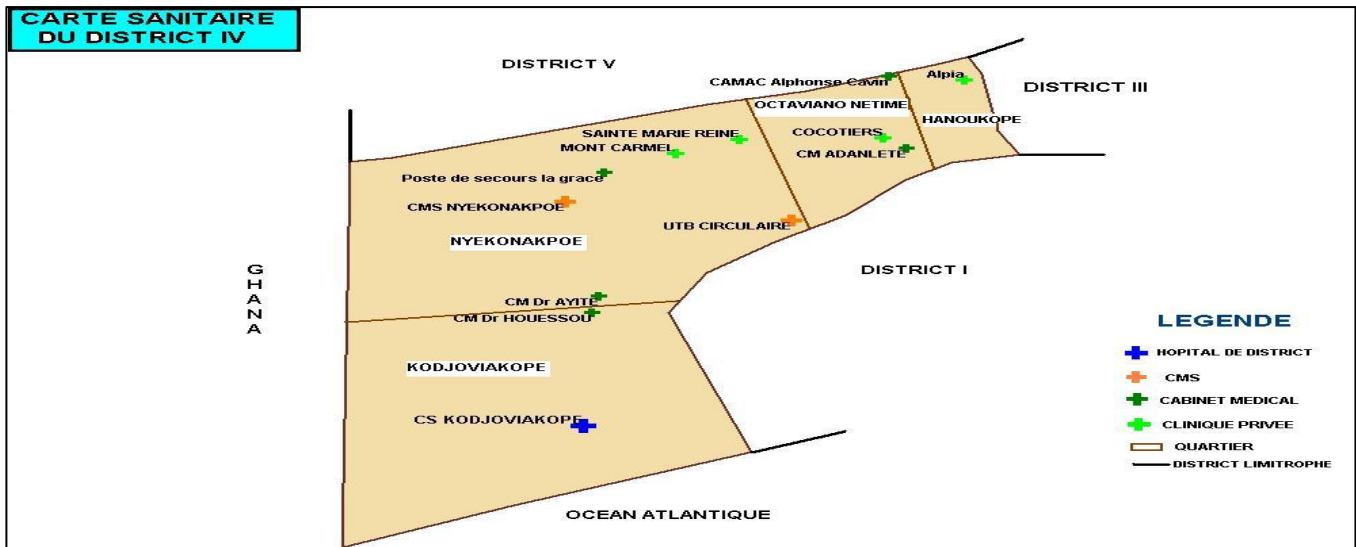 CARTE SANITAIRE
DU DISTRICT IV
DISTRICT V
CAMAC Alphonse Cavin
Alpia
DISTRICT III
OCTAVIANO NETIME
HANOUKOPE
SAINTE MARIE REINE
COCOTIERS
MONT CARMEL
CM ADANLETE
Poste de secours la grace
CMS NYEKONAKPOE
UTB CIRCULAIRE
NYEKONAKPOE
DISTRICT I
GHANA
CM Dr AYITE
CM Dr HOUESSOU
KODJOVIAKOPE
CS KODJOVIAKOPE
OCEAN ATLANTIQUE
LEGENDE
HOPITAL DE DISTRICT
CMS
CABINET MEDICAL
CLINIQUE PRIVEE
QUARTIER
DISTRICT LIMITROPHE